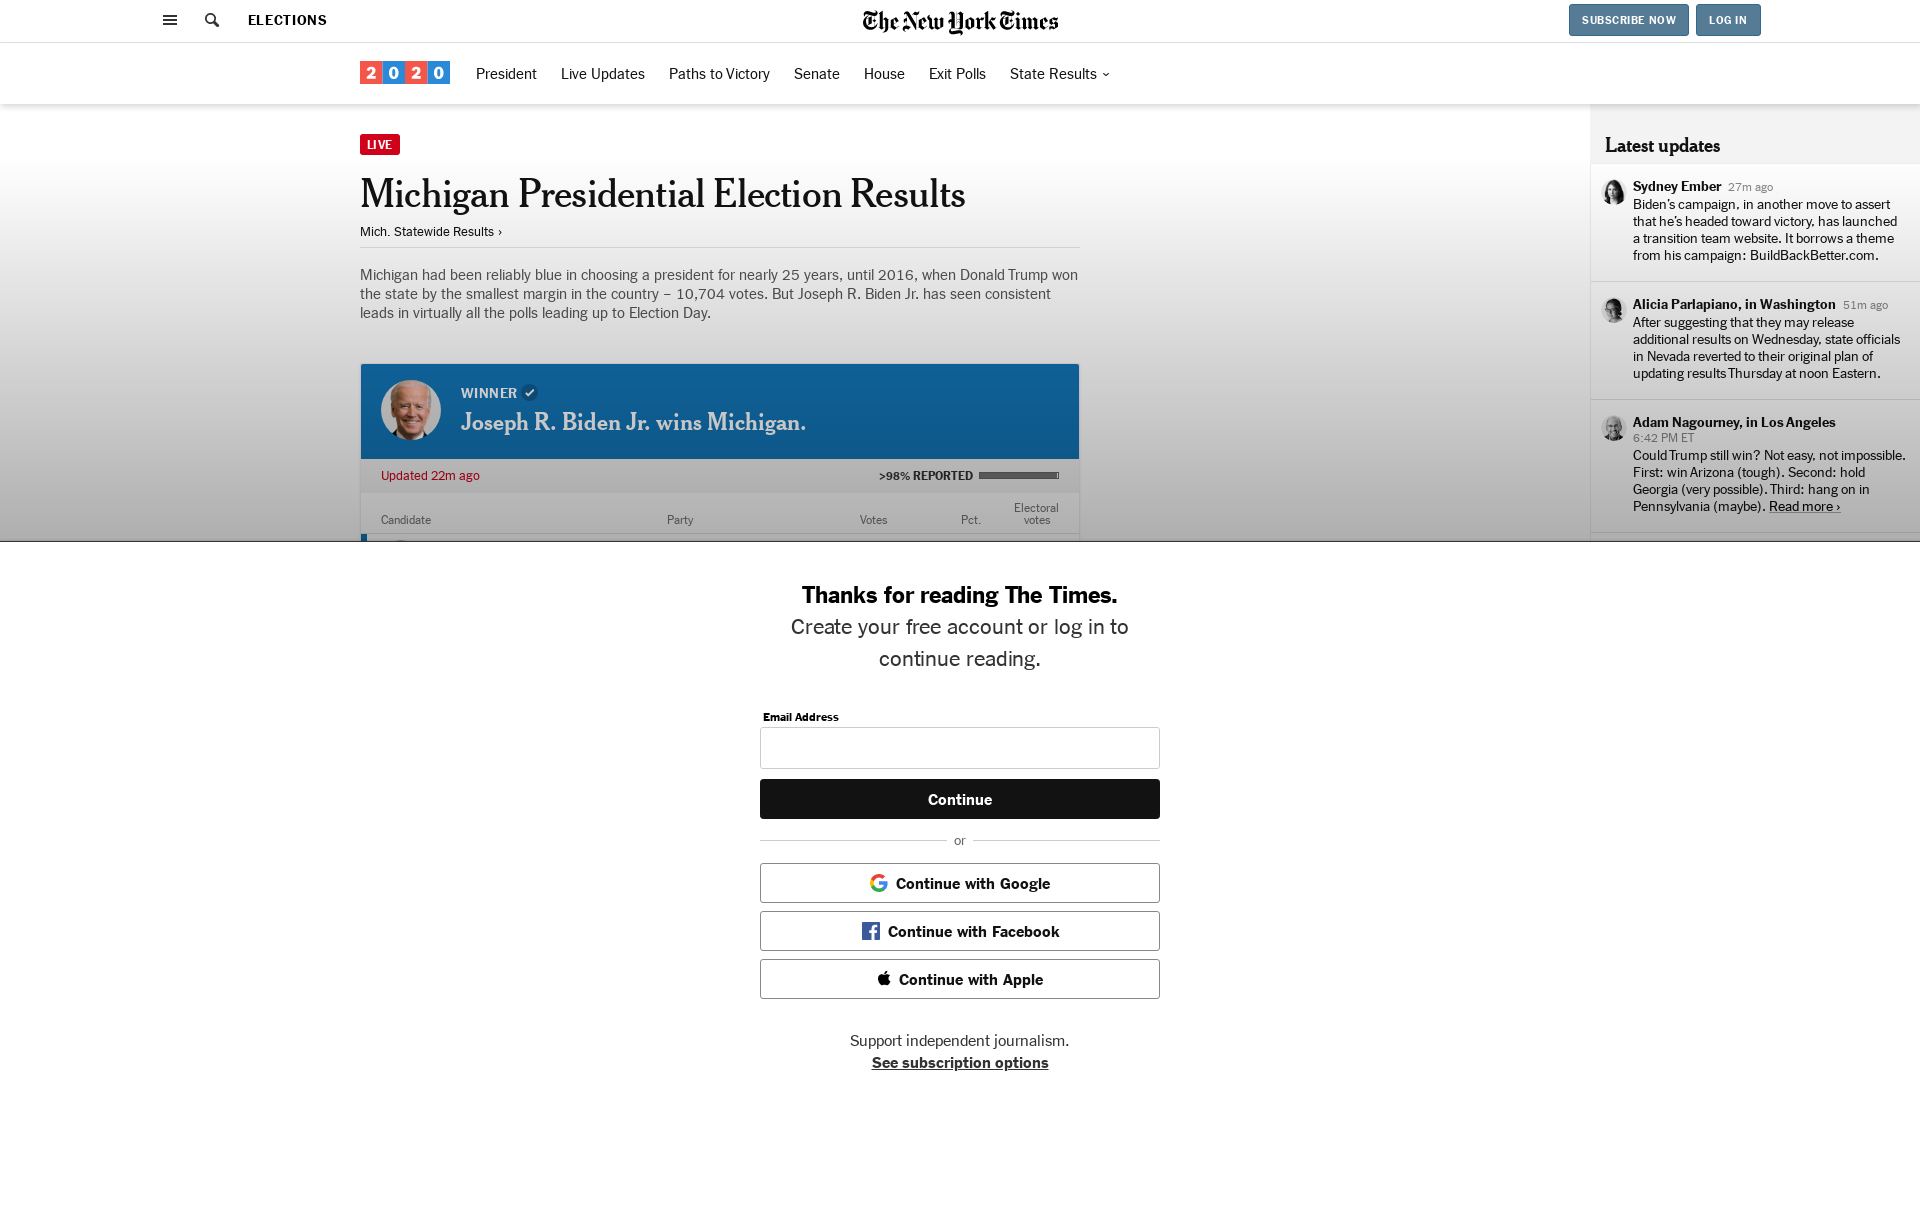 ELECTIONS
The New York Times
SUBSCRIBE NOW
LOG IN
2020
President
Live Updates
Paths to Victory
Senate
House
Exit Polls
State Results
LIVE
Michigan Presidential Election Results
Mich. Statewide Results ›
Michigan had been reliably blue in choosing a president for nearly 25 years, until 2016, when Donald Trump won
the state by the smallest margin in the country – 10,704 votes. But Joseph R. Biden Jr. has seen consistent
leads in virtually all the polls leading up to Election Day.
WINNER
Joseph R. Biden Jr. wins Michigan.
Updated 22m ago
>98% REPORTED
Candidate
Party
Votes
Pct.
Electoral
votes
Latest updates
Sydney Ember 27m ago
Biden's campaign, in another move to assert
that he's headed toward victory, has launched
a transition team website. It borrows a theme
from his campaign: BuildBackBetter.com.
Alicia Parlapiano, in Washington 51m ago
After suggesting that they may release
additional results on Wednesday, state officials
in Nevada reverted to their original plan of
updating results Thursday at noon Eastern.
Adam Nagourney, in Los Angeles
6:42 PM ET
Could Trump still win? Not easy, not impossible.
First: win Arizona (tough). Second: hold
Georgia (very possible). Third: hang on in
Pennsylvania (maybe). Read more ›
Thanks for reading The Times.
Create your free account or log in to
continue reading.
Email Address
Continue
or
Continue with Google
Continue with Facebook
Continue with Apple
Support independent journalism.
See subscription options